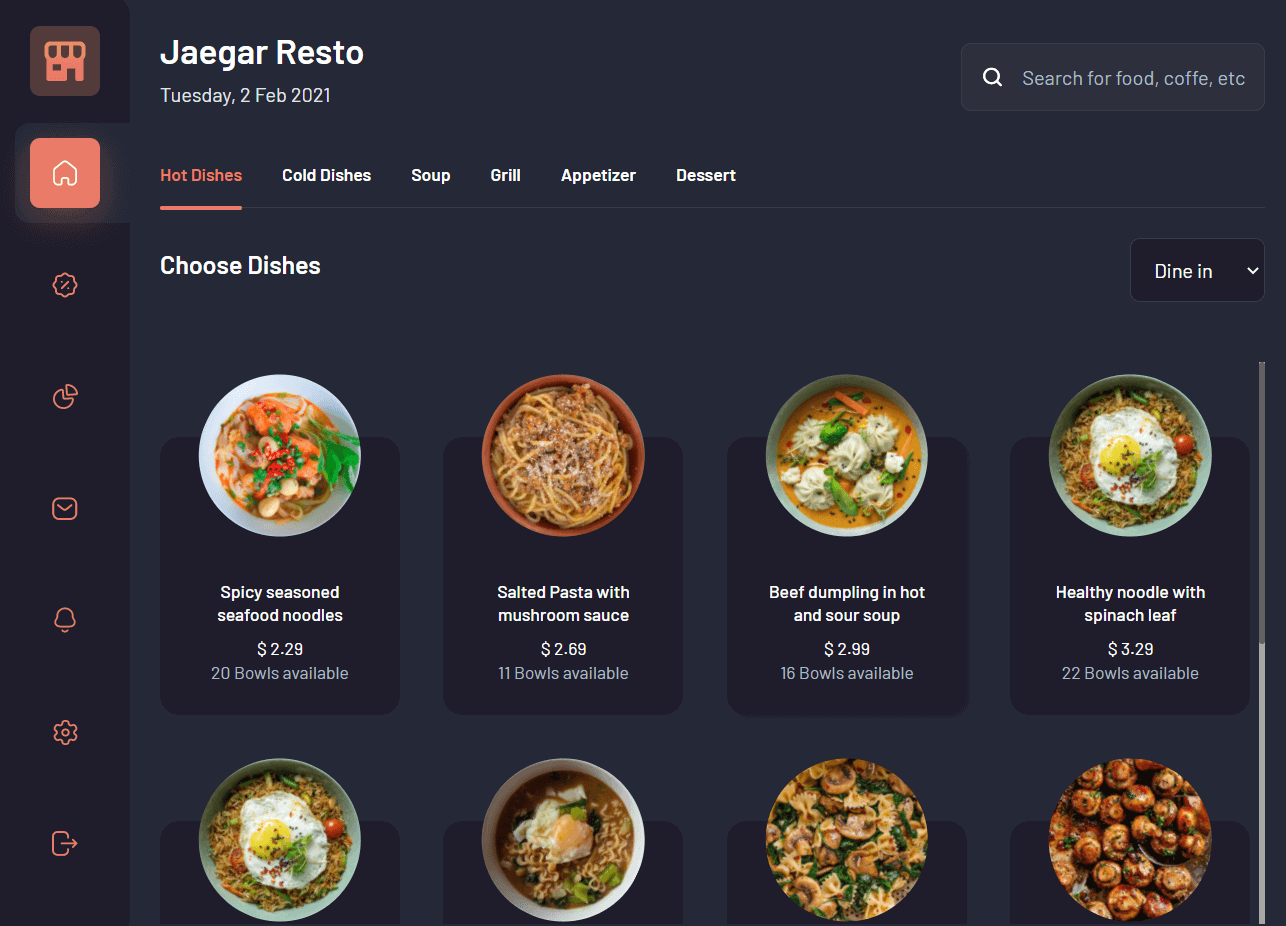 Jaegar Resto
Tuesday, 2 Feb 2021
Search for food, coffe, etc
Hot Dishes
Cold Dishes
Soup
Grill
Appetizer
Dessert
Choose Dishes
Dine in
Spicy seasoned
seafood noodles
$ 2.29
20 Bowls available
Salted Pasta with
mushroom sauce
$ 2.69
11 Bowls available
Beef dumpling in hot
and sour soup
$ 2.99
16 Bowls available
Healthy noodle with
spinach leaf
$ 3.29
22 Bowls available